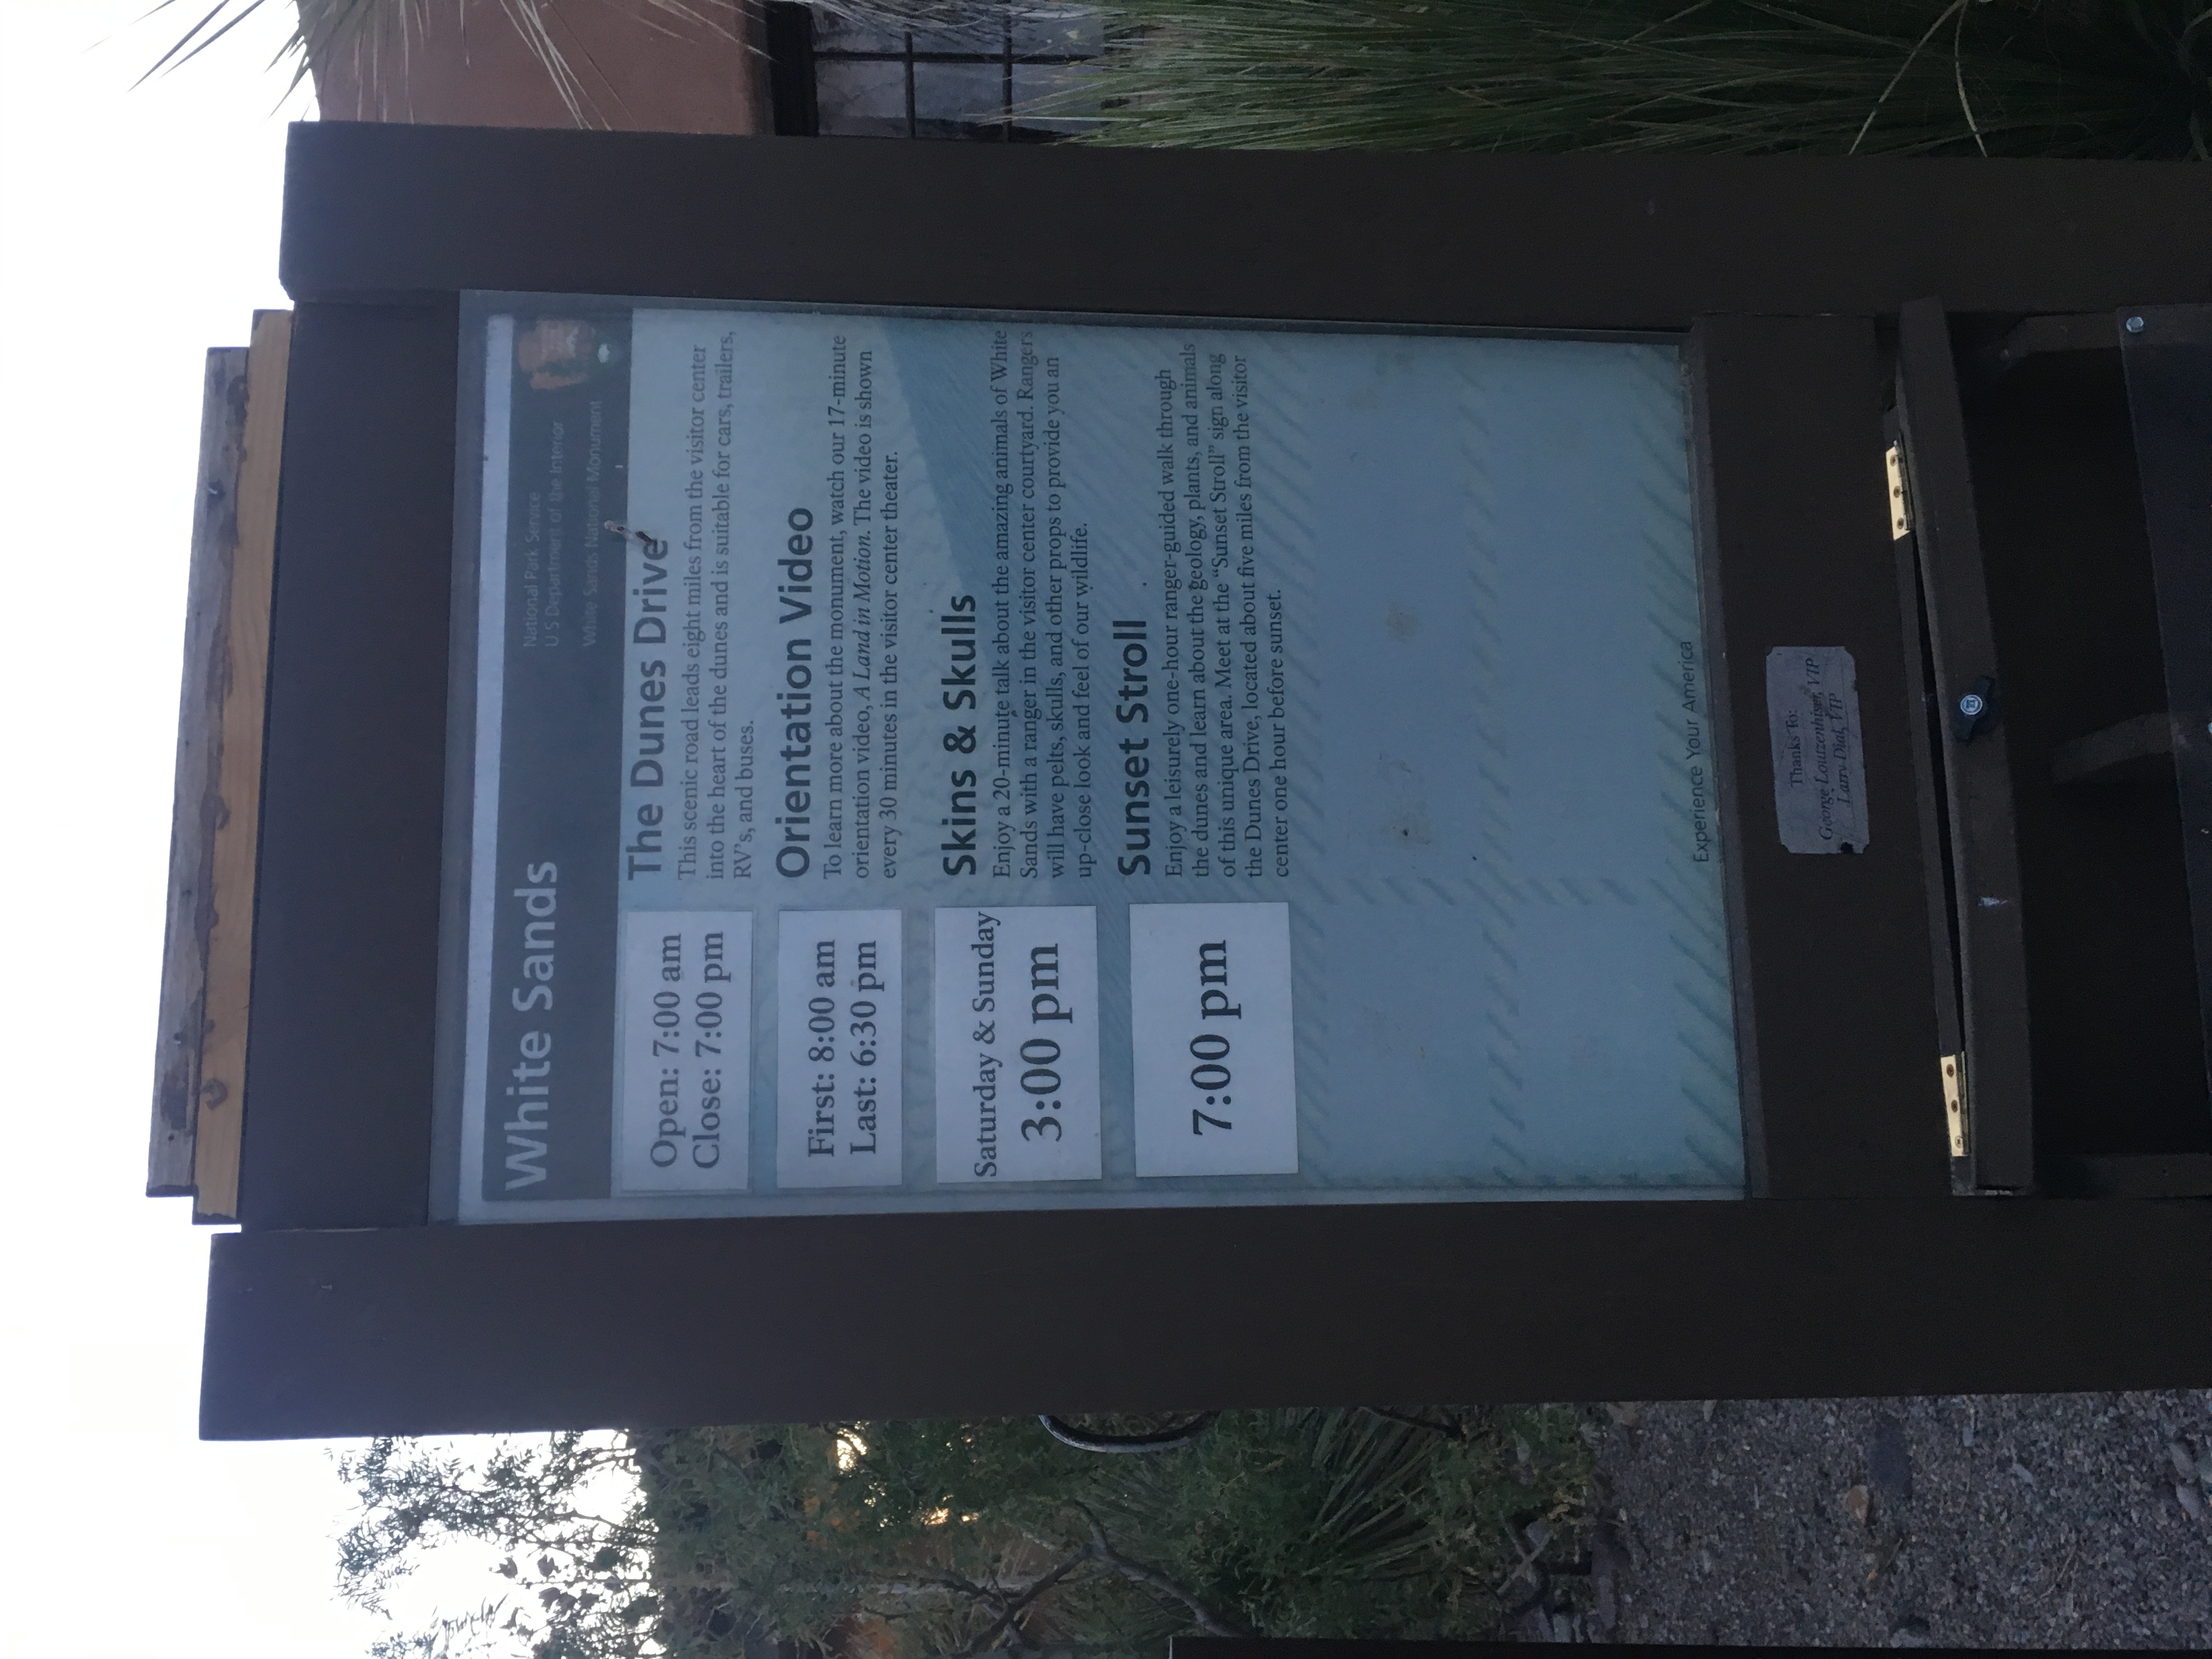 White Sands
National Park Service
U.S. Department of the Interior
White Sands National Monument
Open: 7:00 am
Close: 7:00 pm
The Dunes Drive
This scenic road leads eight miles from the visitor center
into the heart of the dunes and is suitable for cars, trailers,
RV's, and buses.
First: 8:00 am
Last: 6:30 pm
Orientation Video
To learn more about the monument, watch our 17-minute
orientation video, A Land in Motion. The video is shown
every 30 minutes in the visitor center theater.
Saturday & Sunday
3:00 pm
Skins & Skulls
Enjoy a 20-minute talk about the amazing animals of White
Sands with a ranger in the visitor center courtyard. Rangers
will have pelts, skulls, and other props to provide you an
up-close look and feel of our wildlife.
7:00 pm
Sunset Stroll
Enjoy a leisurely one-hour ranger-guided walk through
the dunes and learn about the geology, plants, and animals
of this unique area. Meet at the "Sunset Stroll" sign along
the Dunes Drive, located about five miles from the visitor
center one hour before sunset.
Experience Your America
Thanks To:
George Loutzenhiser, VIP
Larry Dial, VIP